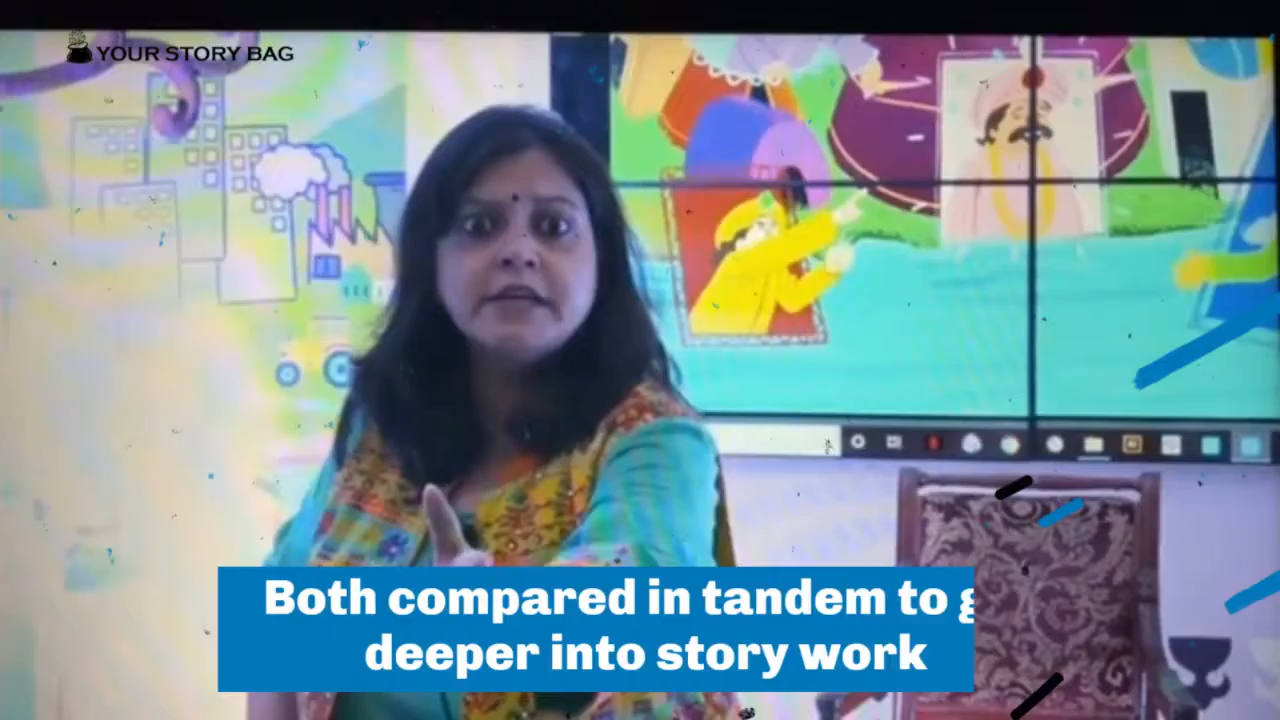 YOUR STORY BAG
Both compared in tandem to
deeper into story work